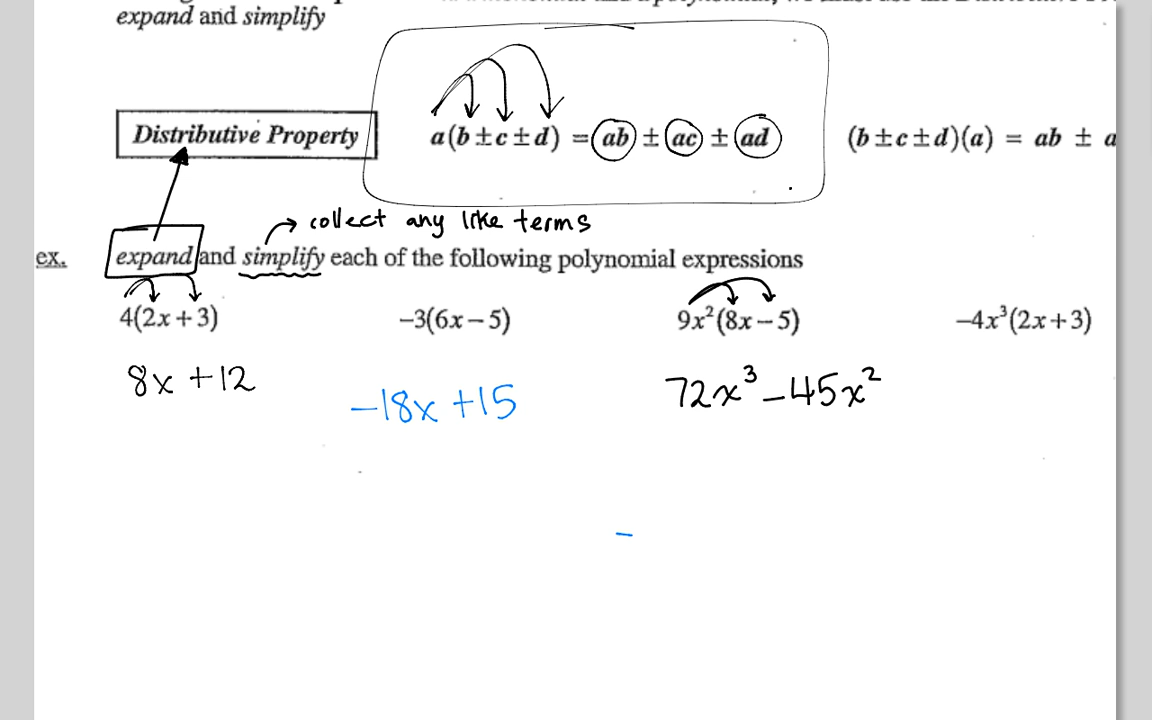 expand and simplify
Distributive Property
a(b ± c ± d) = ab ± ac ± ad
(b ± c ± d)(a) = ab ± a
→ collect any like terms
ex. expand and simplify each of the following polynomial expressions
4(2x + 3)
−3(6x − 5)
9x²(8x − 5)
−4x³(2x + 3)
8x + 12
−18x + 15
72x³ − 45x²
−